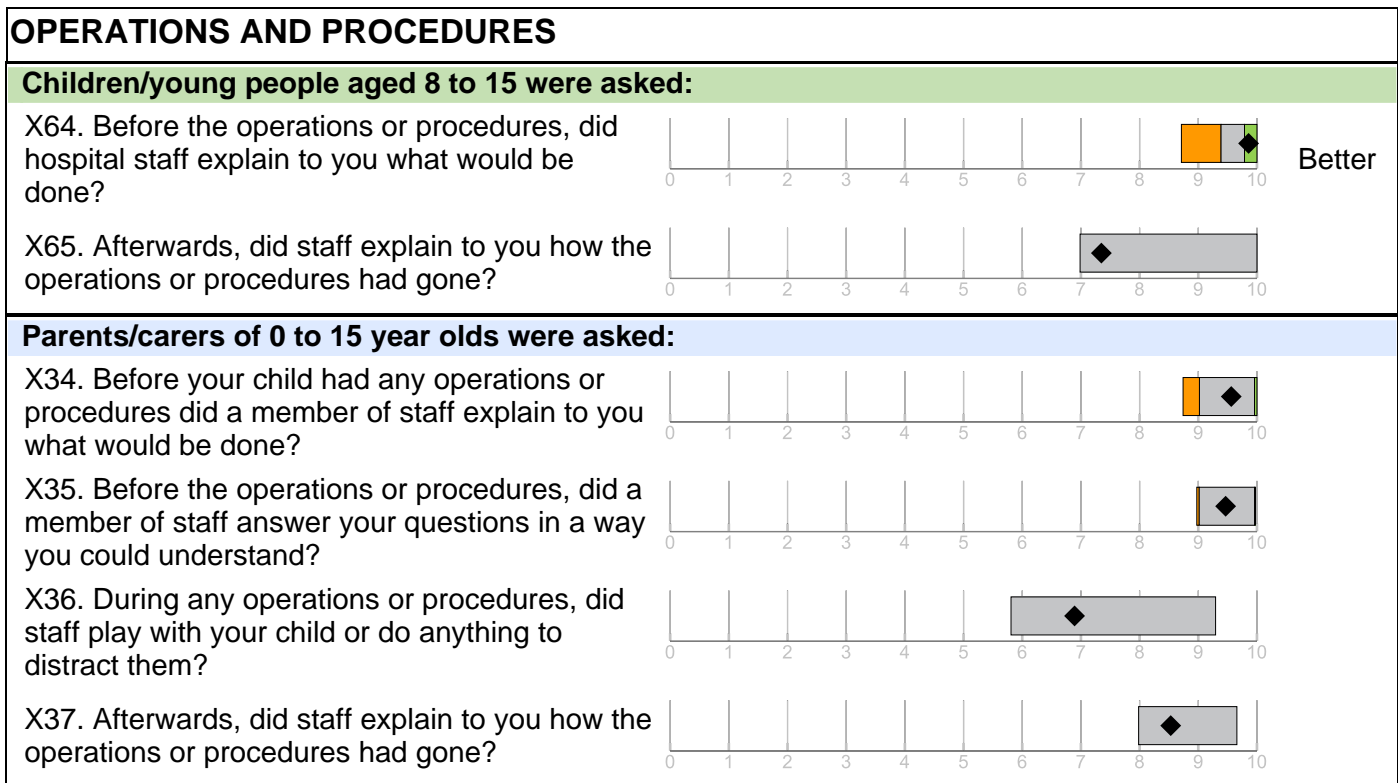 OPERATIONS AND PROCEDURES
Children/young people aged 8 to 15 were asked:
X64. Before the operations or procedures, did
hospital staff explain to you what would be
done?
0 1 2 3 4 5 6 7 8 9 10
Better
X65. Afterwards, did staff explain to you how the
operations or procedures had gone?
0 1 2 3 4 5 6 7 8 9 10
Parents/carers of 0 to 15 year olds were asked:
X34. Before your child had any operations or
procedures did a member of staff explain to you
what would be done?
0 1 2 3 4 5 6 7 8 9 10
X35. Before the operations or procedures, did a
member of staff answer your questions in a way
you could understand?
0 1 2 3 4 5 6 7 8 9 10
X36. During any operations or procedures, did
staff play with your child or do anything to
distract them?
0 1 2 3 4 5 6 7 8 9 10
X37. Afterwards, did staff explain to you how the
operations or procedures had gone?
0 1 2 3 4 5 6 7 8 9 10